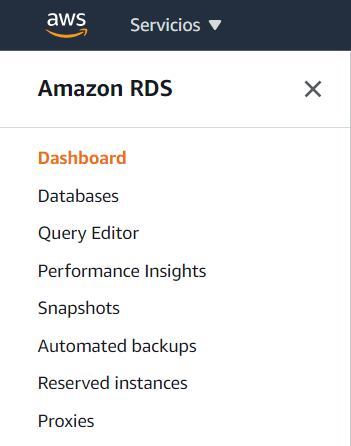 aws Servicios
Amazon RDS
Dashboard
Databases
Query Editor
Performance Insights
Snapshots
Automated backups
Reserved instances
Proxies